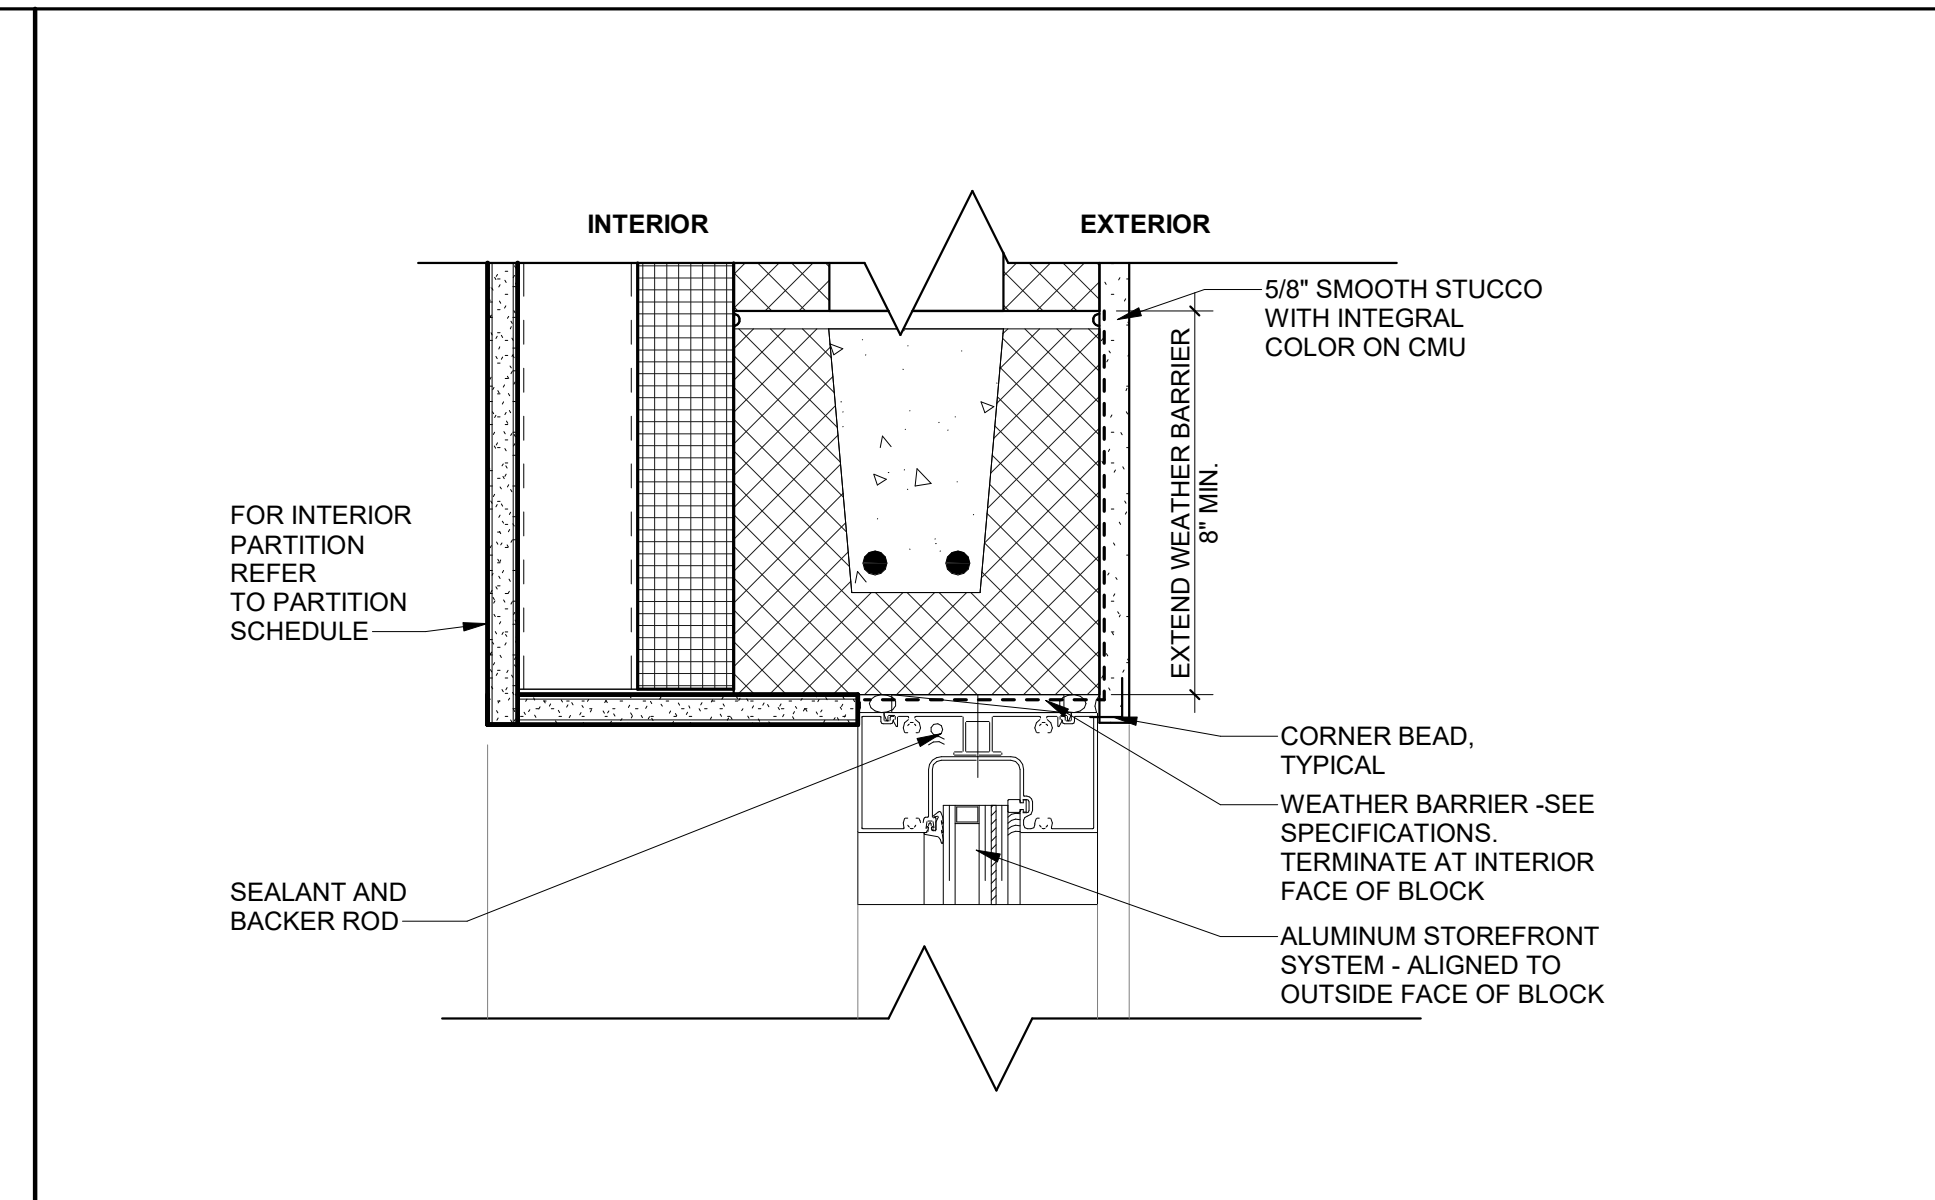 INTERIOR
EXTERIOR
5/8" SMOOTH STUCCO
WITH INTEGRAL
COLOR ON CMU
EXTEND WEATHER BARRIER
8" MIN.
FOR INTERIOR
PARTITION
REFER
TO PARTITION
SCHEDULE
CORNER BEAD,
TYPICAL
WEATHER BARRIER -SEE
SPECIFICATIONS.
TERMINATE AT INTERIOR
FACE OF BLOCK
SEALANT AND
BACKER ROD
ALUMINUM STOREFRONT
SYSTEM - ALIGNED TO
OUTSIDE FACE OF BLOCK